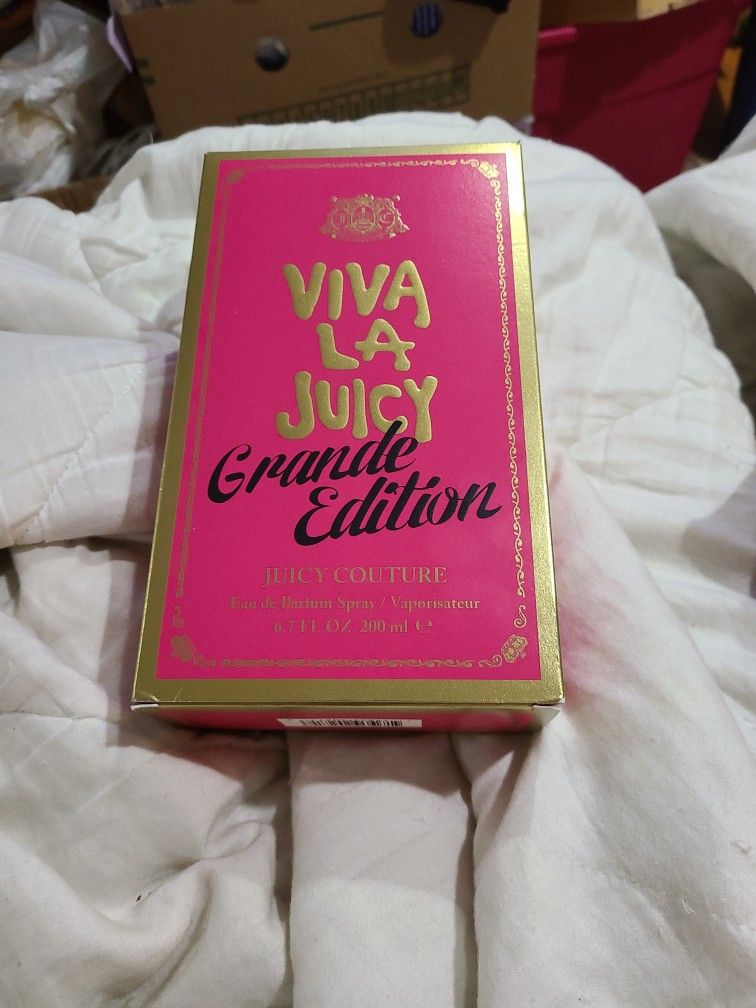 VIVA
LA
JUICY
Grande
Edition
JUICY COUTURE
Eau de Parfum Spray / Vaporisateur
6.7 FL OZ 200 ml ℮